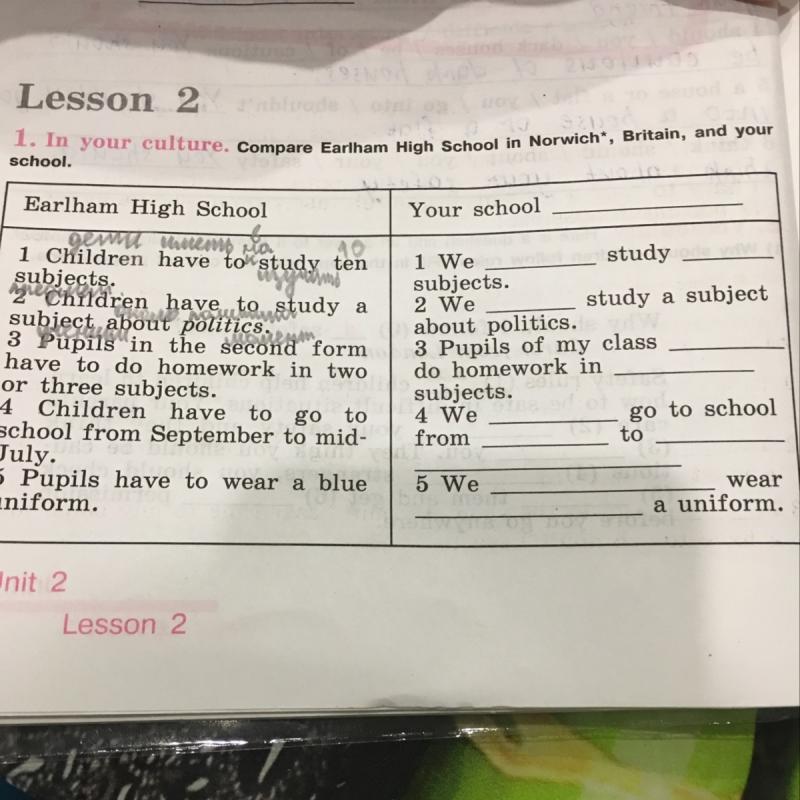 Lesson 2
1. In your culture. Compare Earlham High School in Norwich*, Britain, and your
school.
Earlham High School
10
1 Children have to study ten
subjects.
2 Children have to study a
subject about politics.
3 Pupils in the second form
have to do homework in two
or three subjects.
4 Children have to go to
school from September to mid-
July.
5 Pupils have to wear a blue
uniform.
Your school
1 We study
subjects.
2 We study a subject
about politics.
3 Pupils of my class
do homework in
subjects.
4 We go to school
from to
5 We wear
a uniform.
Unit 2
Lesson 2